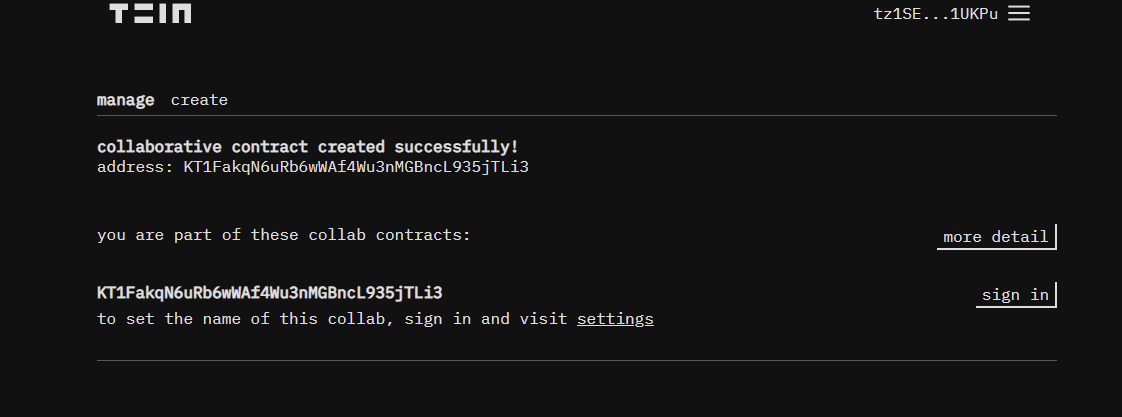 tz1SE...1UKPu
manage create
collaborative contract created successfully!
address: KT1FakqN6uRb6wWAf4Wu3nMGBncL935jTLi3
you are part of these collab contracts:
more detail
KT1FakqN6uRb6wWAf4Wu3nMGBncL935jTLi3
sign in
to set the name of this collab, sign in and visit settings